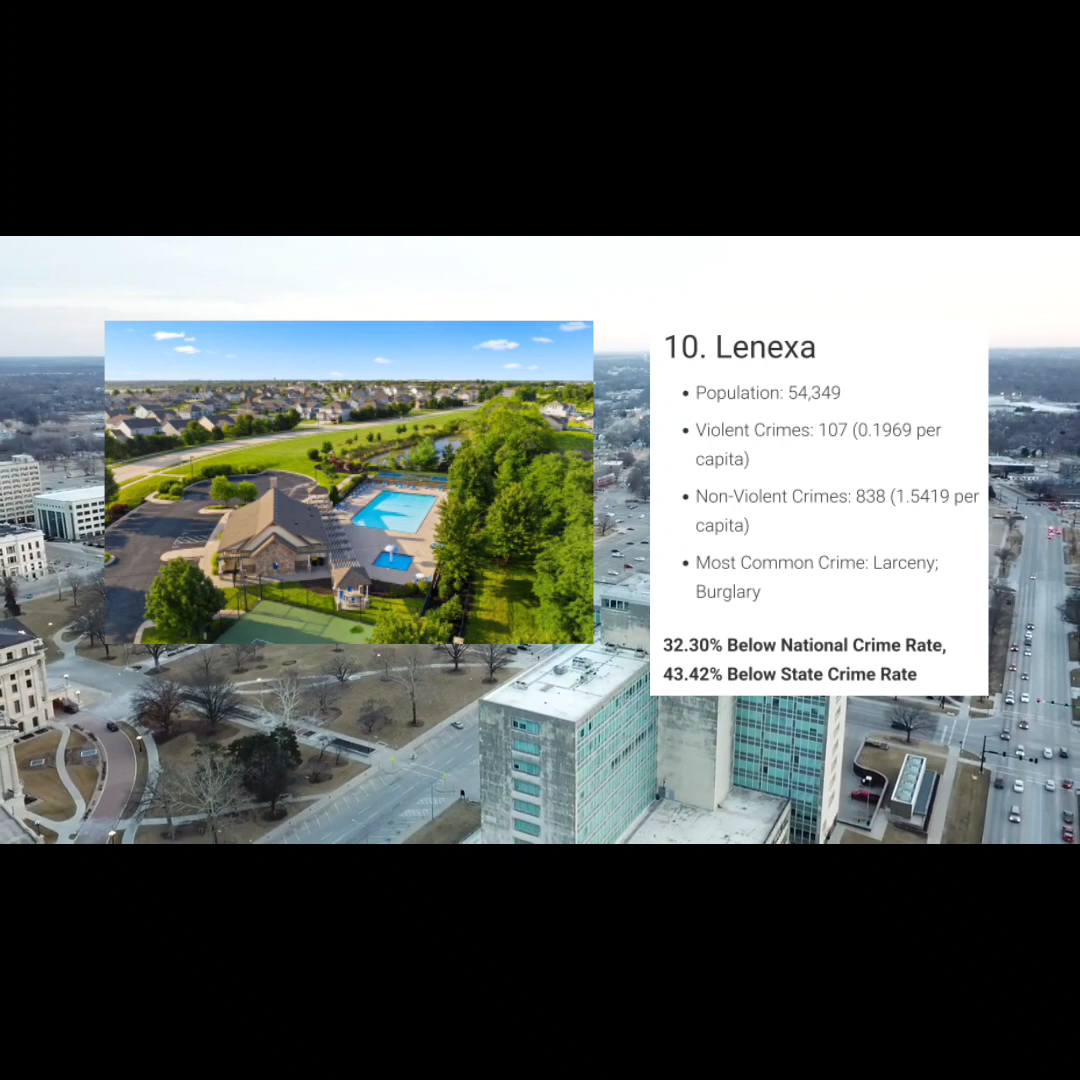 10. Lenexa
• Population: 54,349
• Violent Crimes: 107 (0.1969 per
capita)
• Non-Violent Crimes: 838 (1.5419 per
capita)
• Most Common Crime: Larceny;
Burglary
32.30% Below National Crime Rate,
43.42% Below State Crime Rate